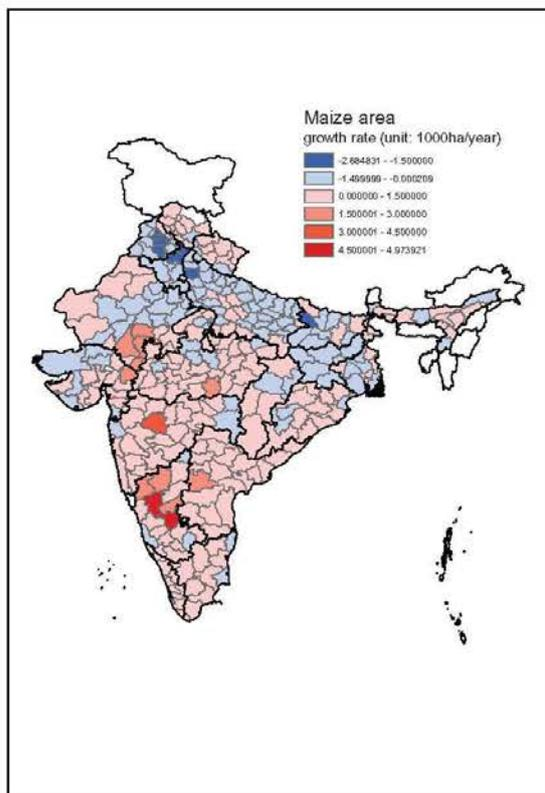 Maize area
growth rate (unit: 1000ha/year)
-2.684831 - -1.500000
-1.499999 - -0.000209
0.000000 - 1.500000
1.500001 - 3.000000
3.000001 - 4.500000
4.500001 - 4.973921